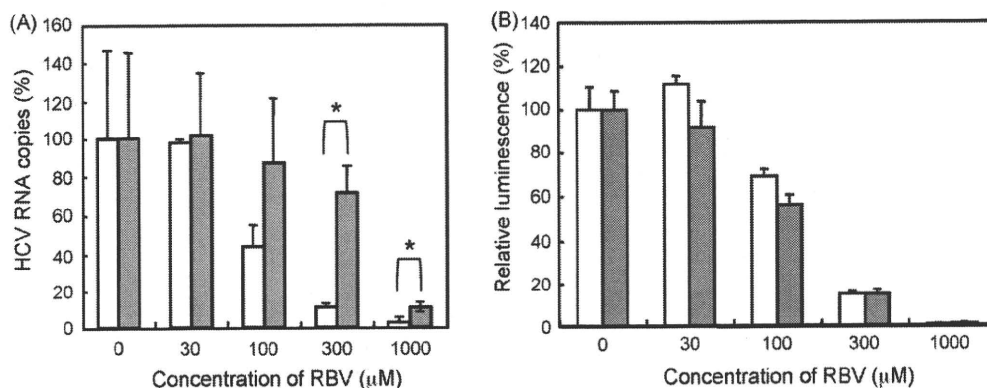 (A)
HCV RNA copies (%)
160
140
120
100
80
60
40
20
0
*
*
0 30 100 300 1000
Concentration of RBV (μM)
(B)
Relative luminescence (%)
140
120
100
80
60
40
20
0
0 30 100 300 1000
Concentration of RBV (μM)